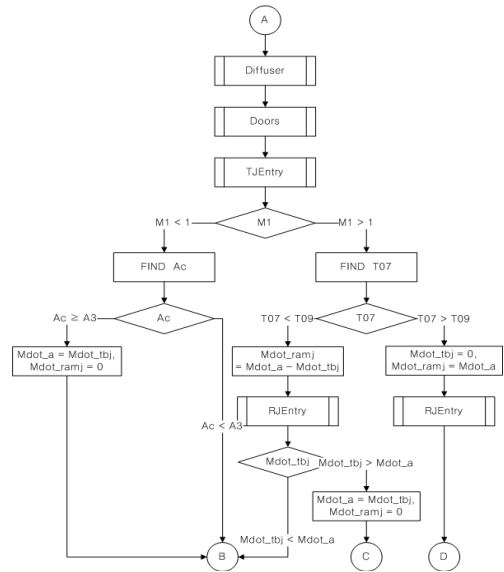 A
Diffuser
Doors
TJEntry
M1 < 1
M1
M1 > 1
FIND Ac
FIND T07
Ac ≥ A3
Ac
T07 < T09
T07
T07 > T09
Mdot_a = Mdot_tbj,
Mdot_ramj = 0
Mdot_ramj
= Mdot_a - Mdot_tbj
Mdot_tbj = 0,
Mdot_ramj = Mdot_a
Ac < A3
RJEntry
RJEntry
Mdot_tbj
Mdot_tbj > Mdot_a
Mdot_a = Mdot_tbj,
Mdot_ramj = 0
Mdot_tbj < Mdot_a
B
C
D